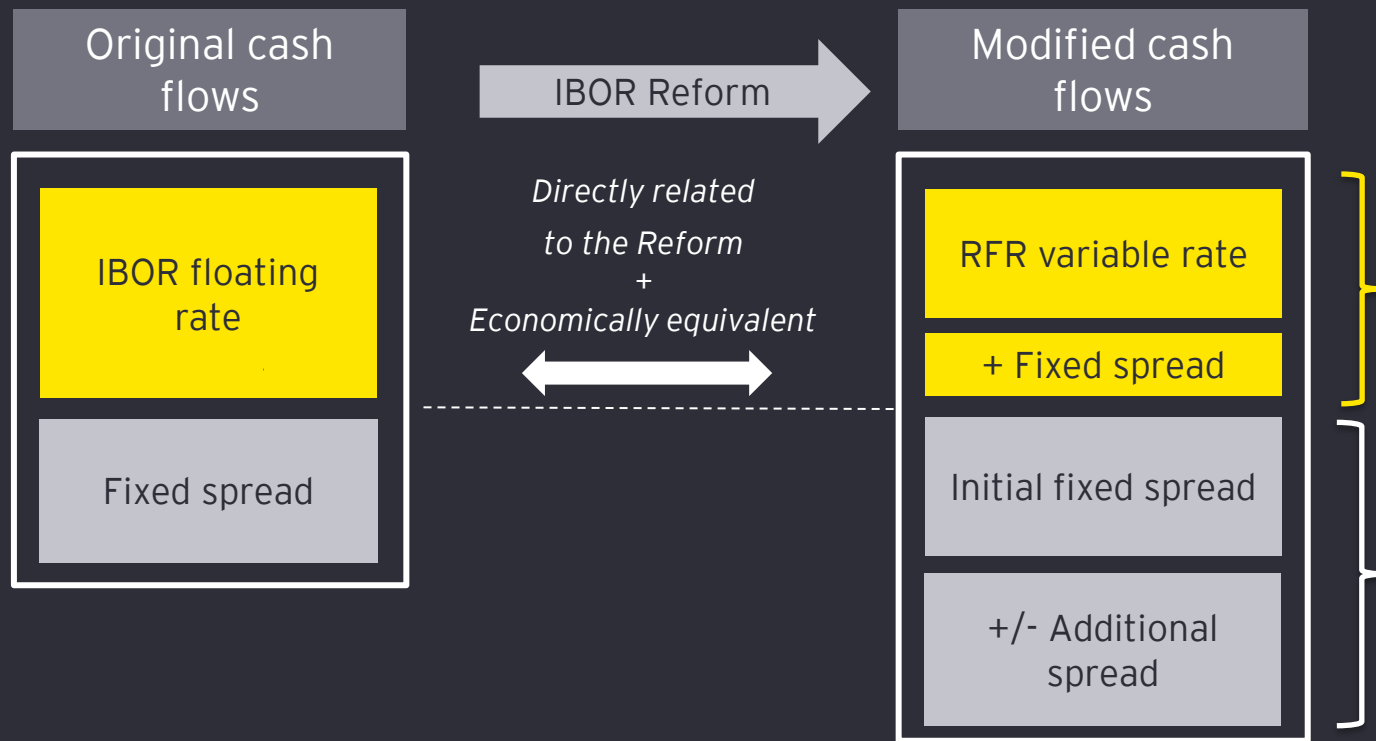 Original cash
flows
IBOR Reform
Modified cash
flows
IBOR floating
rate
Fixed spread
Directly related
to the Reform
+
Economically equivalent
RFR variable rate
+ Fixed spread
Initial fixed spread
+/- Additional
spread